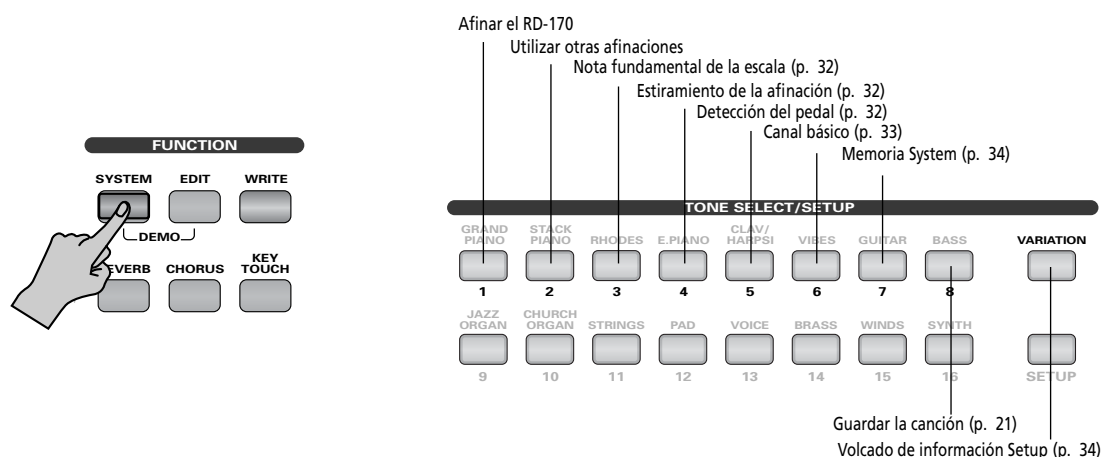 Afinar el RD-170
Utilizar otras afinaciones
Nota fundamental de la escala (p. 32)
Estiramiento de la afinación (p. 32)
Detección del pedal (p. 32)
Canal básico (p. 33)
Memoria System (p. 34)
FUNCTION
SYSTEM EDIT WRITE
DEMO
EVERB CHORUS KEY TOUCH
TONE SELECT/SETUP
GRAND PIANO STACK PIANO RHODES E.PIANO CLAV/ HARPSI VIBES GUITAR BASS VARIATION
1 2 3 4 5 6 7 8
JAZZ ORGAN CHURCH ORGAN STRINGS PAD VOICE BRASS WINDS SYNTH
9 10 11 12 13 14 15 16 SETUP
Guardar la canción (p. 21)
Volcado de información Setup (p. 34)